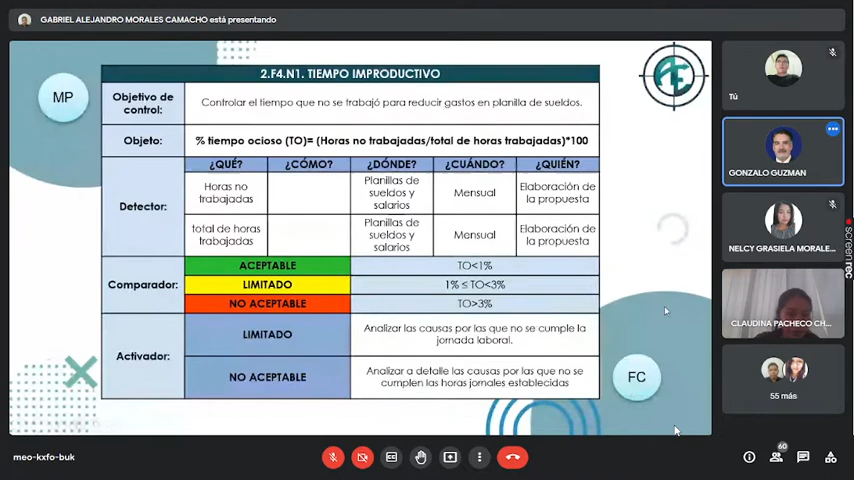 GABRIEL ALEJANDRO MORALES CAMACHO está presentando
MP
2.F4.N1. TIEMPO IMPRODUCTIVO
Objetivo de control:
Controlar el tiempo que no se trabajó para reducir gastos en planilla de sueldos.
Objeto:
% tiempo ocioso (TO)= (Horas no trabajadas/total de horas trabajadas)*100
Detector:
¿QUÉ? ¿CÓMO? ¿DÓNDE? ¿CUÁNDO? ¿QUIÉN?
Horas no trabajadas
Planillas de sueldos y salarios
Mensual
Elaboración de la propuesta
total de horas trabajadas
Planillas de sueldos y salarios
Mensual
Elaboración de la propuesta
Comparador:
ACEPTABLE TO<1%
LIMITADO 1% ≤ TO<3%
NO ACEPTABLE TO>3%
Activador:
LIMITADO
Analizar las causas por las que no se cumple la jornada laboral.
NO ACEPTABLE
Analizar a detalle las causas por las que no se cumplen las horas jornales establecidas
FC
AE
Tú
GONZALO GUZMAN
NELCY GRASIELA MORALE...
CLAUDINA PACHECO CH...
55 más
screenrec
meo-kxfo-buk
60